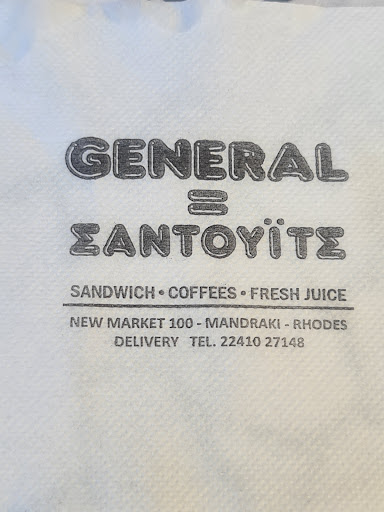 GENERAL
=
ΣΑΝΤΟΥΪΤΣ
SANDWICH • COFFEES • FRESH JUICE
NEW MARKET 100 - MANDRAKI - RHODES
DELIVERY TEL. 22410 27148